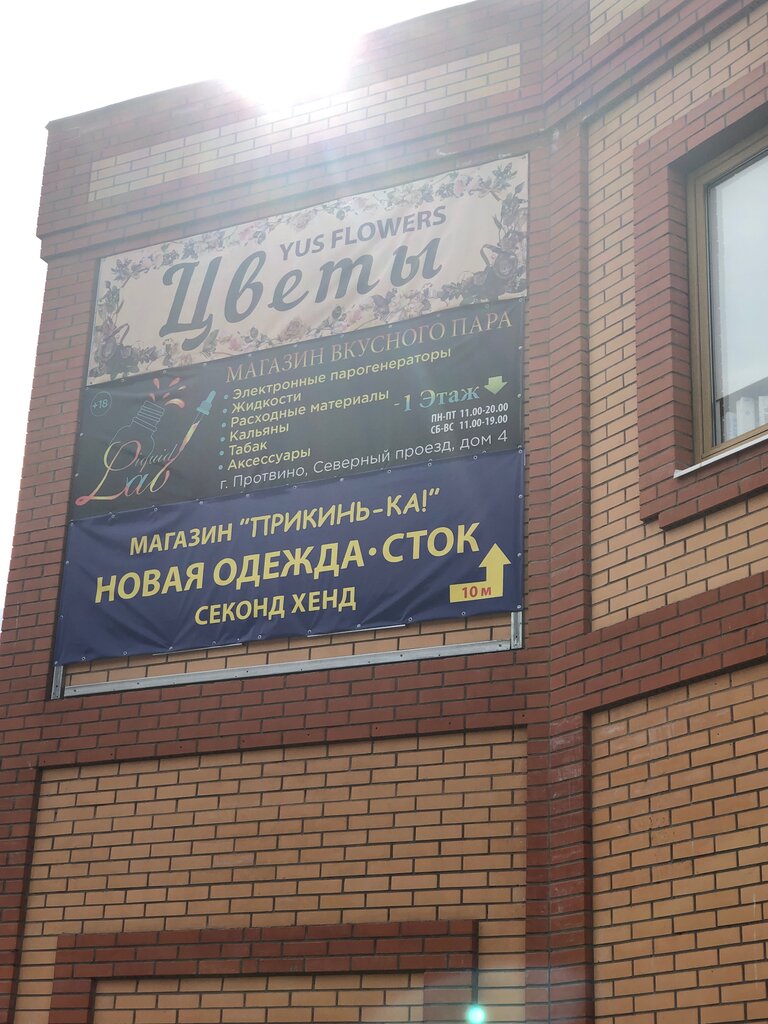 YUS FLOWERS
Цветы
МАГАЗИН ВКУСНОГО ПАРА
+18
• Электронные парогенераторы
• Жидкости
• Расходные материалы
• Кальяны
• Табак
• Аксессуары
-1 Этаж
ПН-ПТ 11.00-20.00
СБ-ВС 11.00-19.00
Liquid
Lab
г. Протвино, Северный проезд, дом 4
МАГАЗИН "ПРИКИНЬ-КА!"
НОВАЯ ОДЕЖДА•СТОК
СЕКОНД ХЕНД
10 м